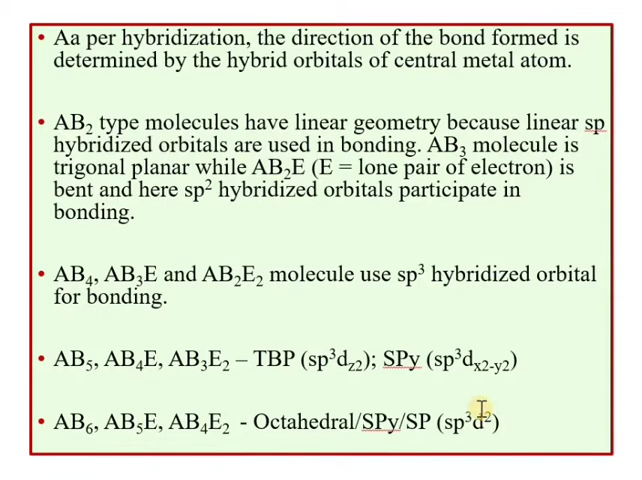 • Aa per hybridization, the direction of the bond formed is
determined by the hybrid orbitals of central metal atom.
• AB₂ type molecules have linear geometry because linear sp
hybridized orbitals are used in bonding. AB₃ molecule is
trigonal planar while AB₂E (E = lone pair of electron) is
bent and here sp² hybridized orbitals participate in
bonding.
• AB₄, AB₃E and AB₂E₂ molecule use sp³ hybridized orbital
for bonding.
• AB₅, AB₄E, AB₃E₂ – TBP (sp³d_z2); SPy (sp³d_x2-y2)
• AB₆, AB₅E, AB₄E₂ - Octahedral/SPy/SP (sp³d²)